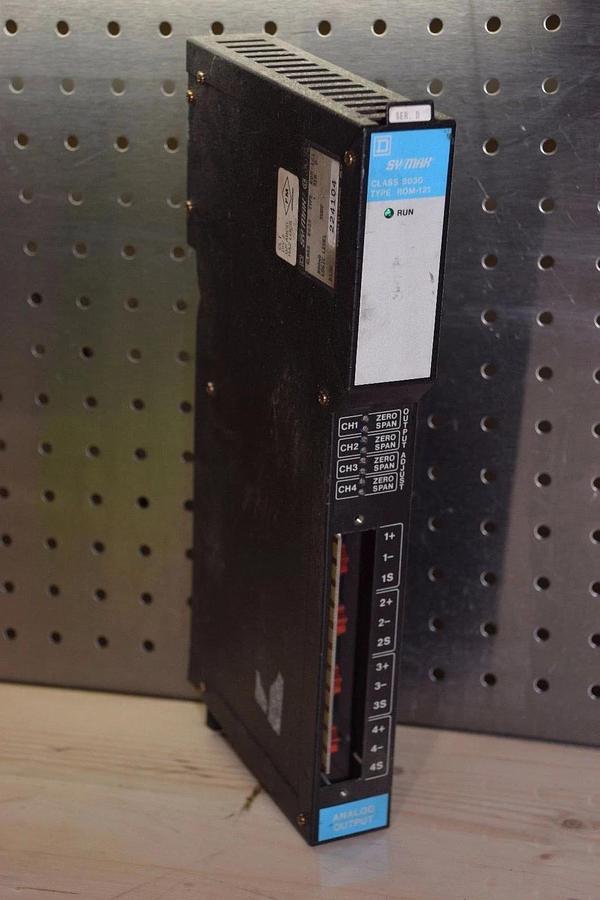 SER. D
SY/MAX
CLASS 8030
TYPE ROM-121
RUN
224104
CH1 ZERO
SPAN
CH2 ZERO
SPAN
CH3 ZERO
SPAN
CH4 ZERO
SPAN
OUTPUT ADJUST
1+
1-
1S
2+
2-
2S
3+
3-
3S
4+
4-
4S
ANALOG
OUTPUT